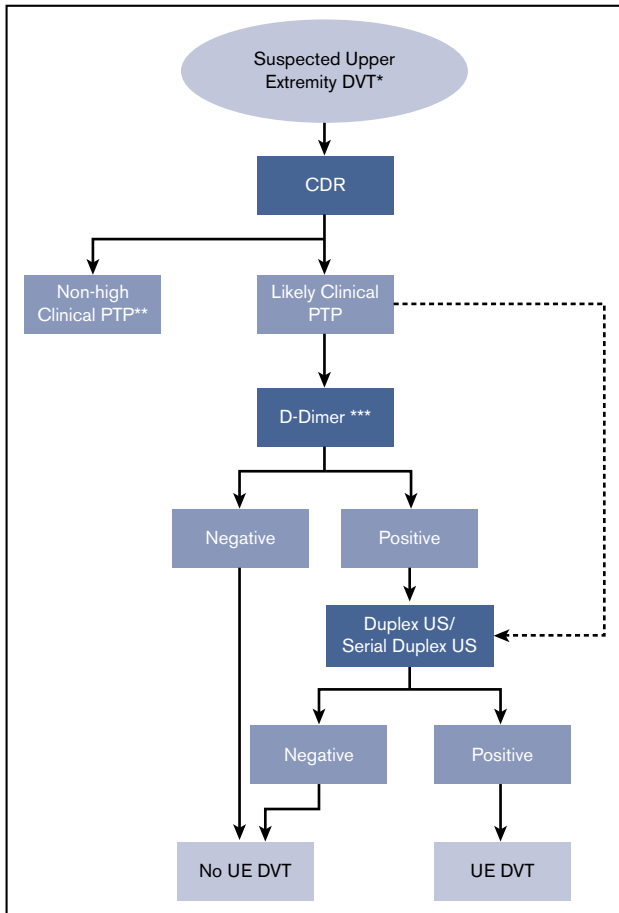 Suspected Upper
Extremity DVT*
CDR
Non-high
Clinical PTP**
Likely Clinical
PTP
D-Dimer ***
Negative
Positive
Duplex US/
Serial Duplex US
Negative
Positive
No UE DVT
UE DVT